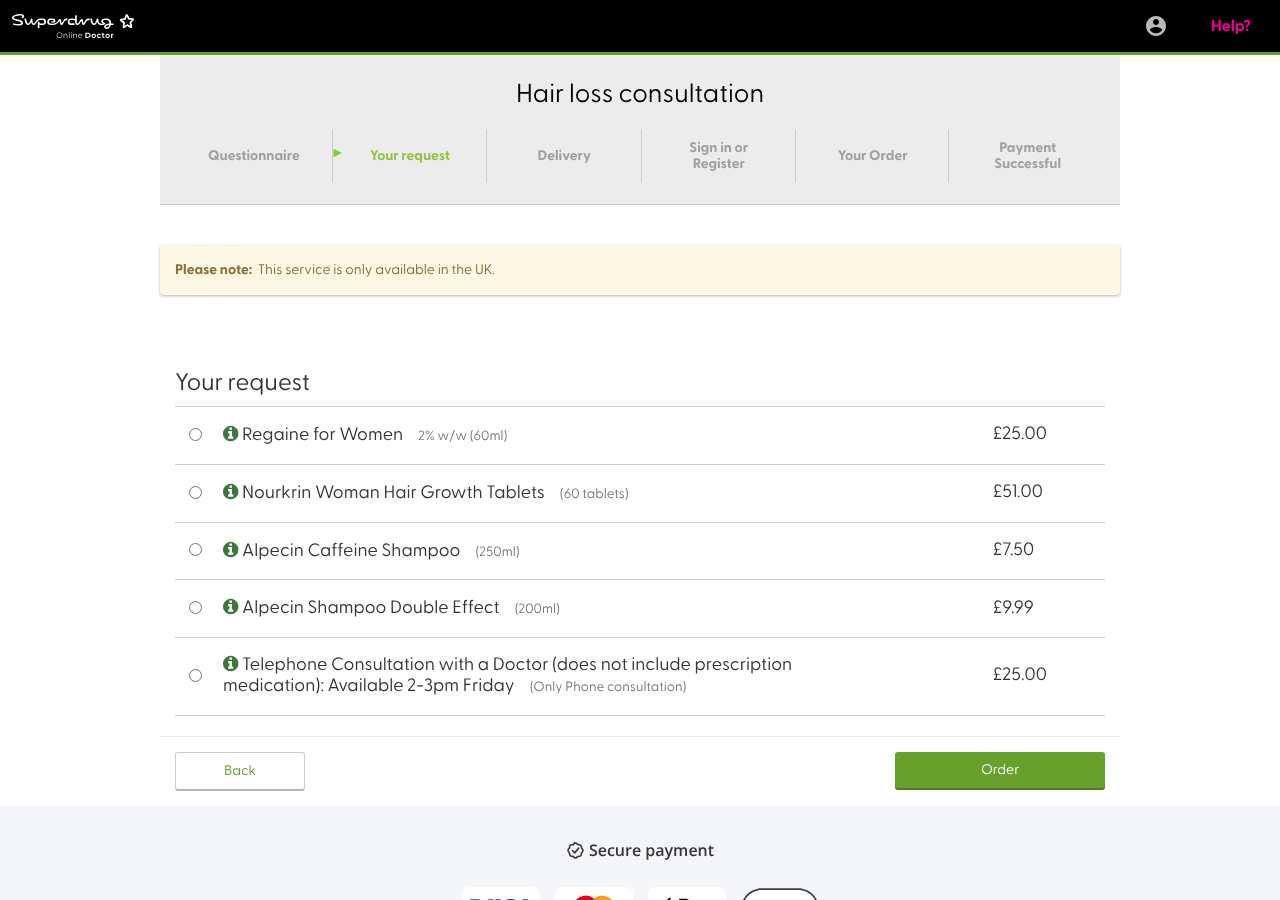 Superdrug
Online Doctor
Help?
Hair loss consultation
Questionnaire
Your request
Delivery
Sign in or
Register
Your Order
Payment
Successful
Please note: This service is only available in the UK.
Your request
Regaine for Women 2% w/w (60ml) £25.00
Nourkrin Woman Hair Growth Tablets (60 tablets) £51.00
Alpecin Caffeine Shampoo (250ml) £7.50
Alpecin Shampoo Double Effect (200ml) £9.99
Telephone Consultation with a Doctor (does not include prescription
medication): Available 2-3pm Friday (Only Phone consultation) £25.00
Back
Order
Secure payment